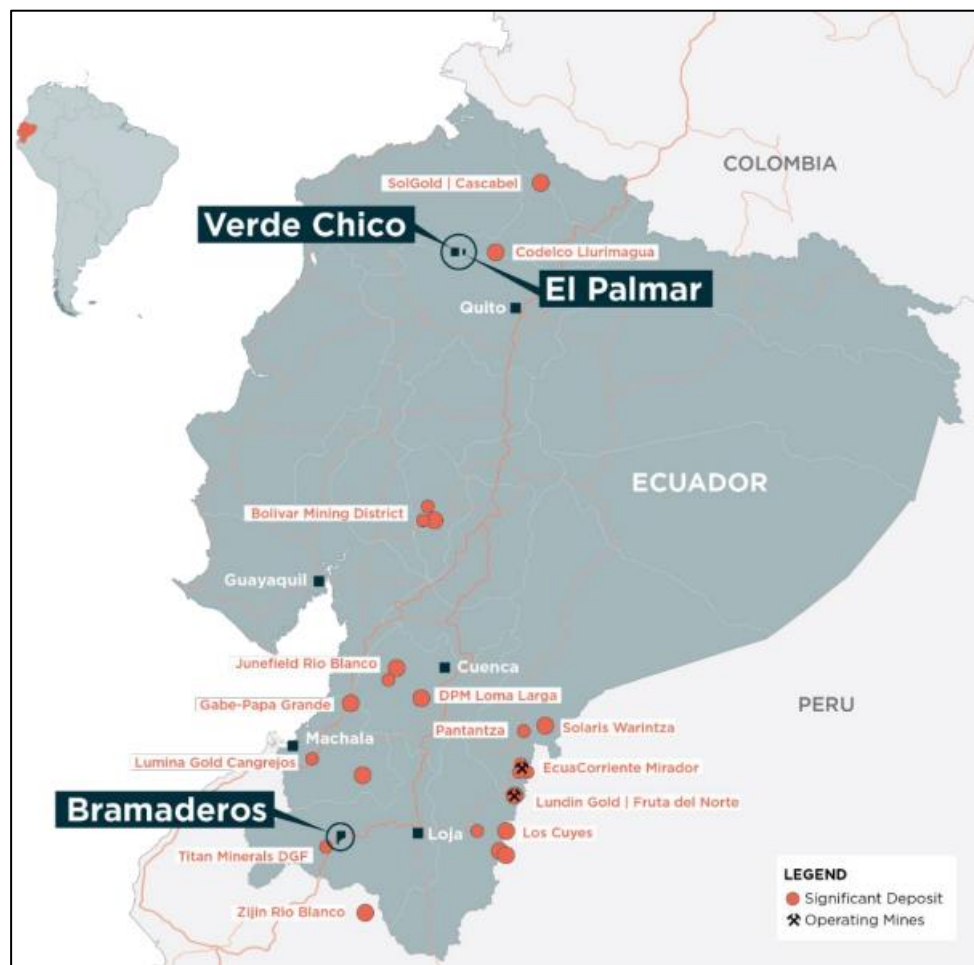 COLOMBIA
SolGold | Cascabel
Verde Chico
Codelco Llurimagua
El Palmar
Quito
ECUADOR
Bolivar Mining District
Guayaquil
Junefield Rio Blanco
Cuenca
DPM Loma Larga
Gabe-Papa Grande
PERU
Pantantza
Solaris Warintza
Machala
Lumina Gold Cangrejos
EcuaCorriente Mirador
Lundin Gold | Fruta del Norte
Bramaderos
Loja
Los Cuyes
Titan Minerals DGF
LEGEND
Significant Deposit
Operating Mines
Zijin Rio Blanco